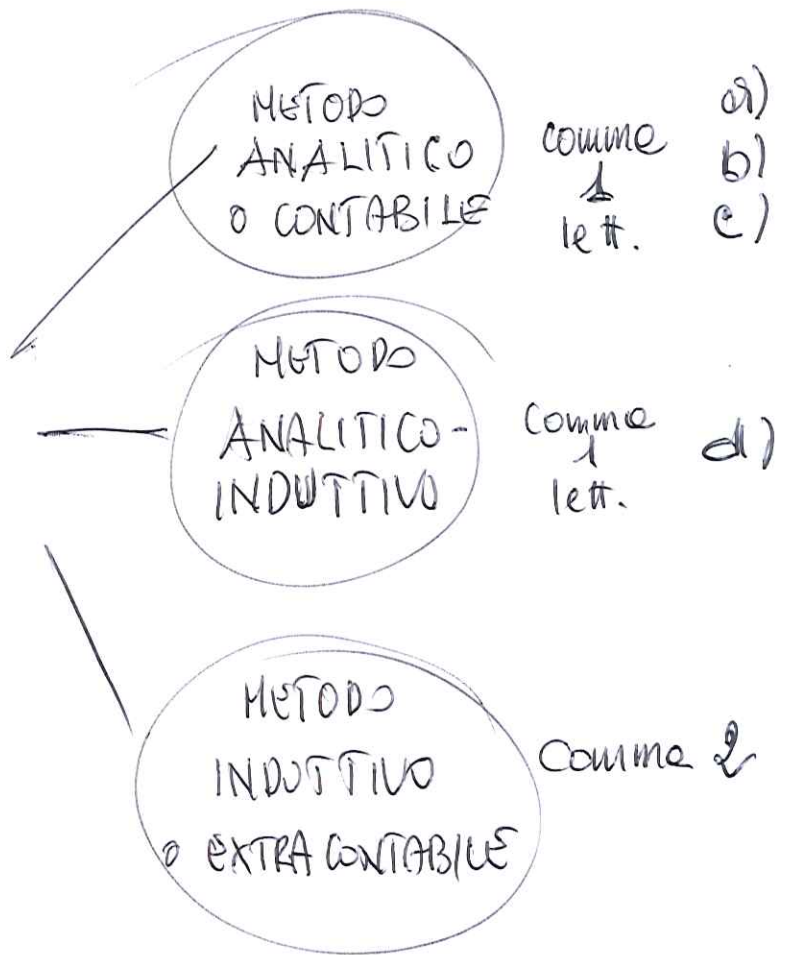 METODO
ANALITICO
O CONTABILE
comma
1
lett.
a)
b)
c)
METODO
ANALITICO-
INDUTTIVO
Comma
1
lett.
d)
METODO
INDUTTIVO
O EXTRA CONTABILE
Comma 2